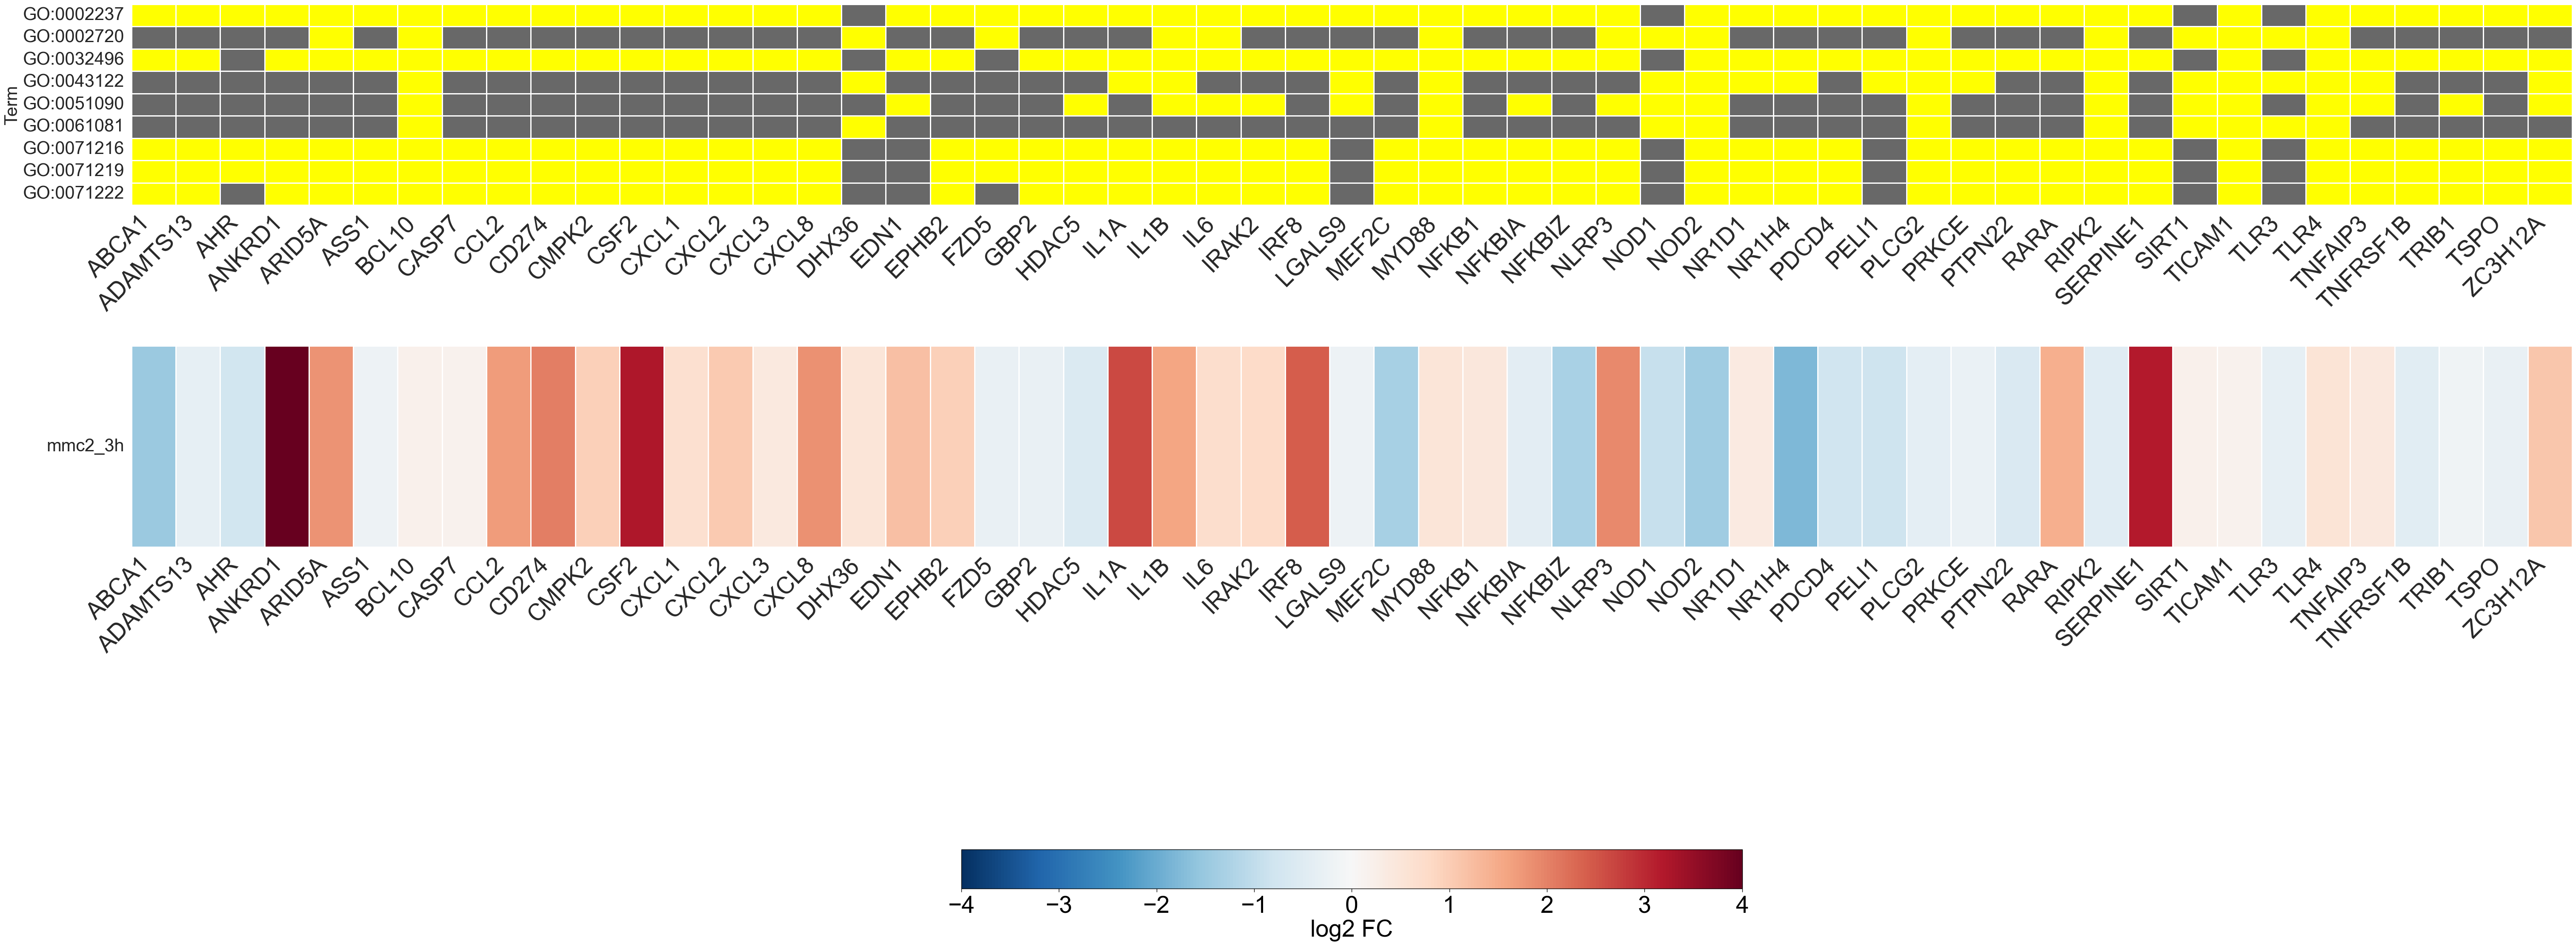 Term
GO:0002237
GO:0002720
GO:0032496
GO:0043122
GO:0051090
GO:0061081
GO:0071216
GO:0071219
GO:0071222
ABCA1 ADAMTS13 AHR ANKRD1 ARID5A ASS1 BCL10 CASP7 CCL2 CD274 CMPK2 CSF2 CXCL1 CXCL2 CXCL3 CXCL8 DHX36 EDN1 EPHB2 FZD5 GBP2 HDAC5 IL1A IL1B IL6 IRAK2 IRF8 LGALS9 MEF2C MYD88 NFKB1 NFKBIA NFKBIZ NLRP3 NOD1 NOD2 NR1D1 NR1H4 PDCD4 PELI1 PLCG2 PRKCE PTPN22 RARA RIPK2 SERPINE1 SIRT1 TICAM1 TLR3 TLR4 TNFAIP3 TNFRSF1B TRIB1 TSPO ZC3H12A
mmc2_3h
ABCA1 ADAMTS13 AHR ANKRD1 ARID5A ASS1 BCL10 CASP7 CCL2 CD274 CMPK2 CSF2 CXCL1 CXCL2 CXCL3 CXCL8 DHX36 EDN1 EPHB2 FZD5 GBP2 HDAC5 IL1A IL1B IL6 IRAK2 IRF8 LGALS9 MEF2C MYD88 NFKB1 NFKBIA NFKBIZ NLRP3 NOD1 NOD2 NR1D1 NR1H4 PDCD4 PELI1 PLCG2 PRKCE PTPN22 RARA RIPK2 SERPINE1 SIRT1 TICAM1 TLR3 TLR4 TNFAIP3 TNFRSF1B TRIB1 TSPO ZC3H12A
−4 −3 −2 −1 0 1 2 3 4
log2 FC